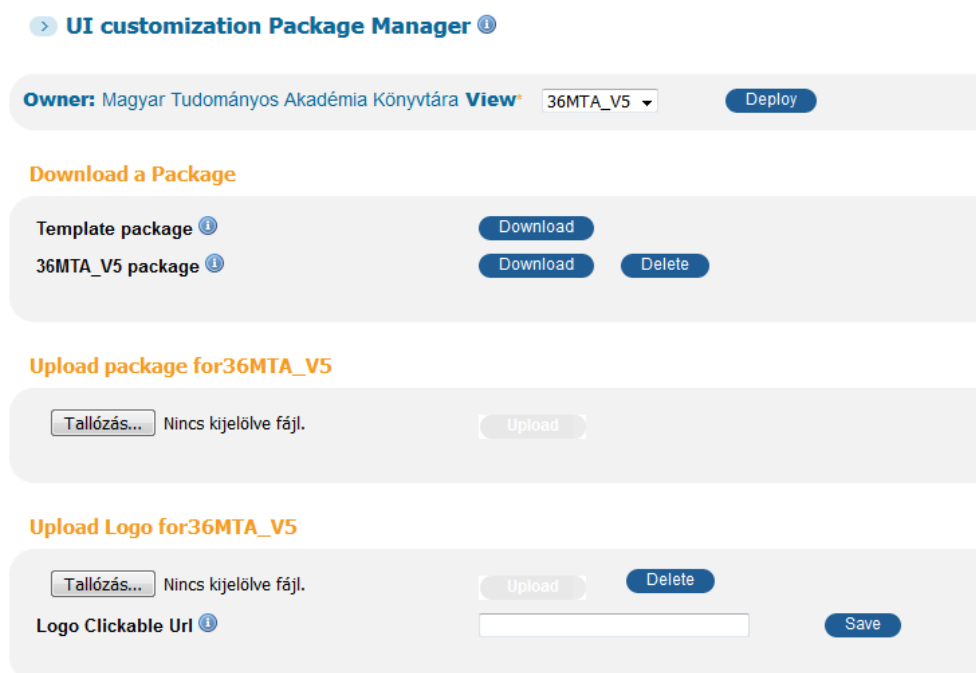 UI customization Package Manager
Owner: Magyar Tudományos Akadémia Könyvtára View* 36MTA_V5 Deploy
Download a Package
Template package Download
36MTA_V5 package Download Delete
Upload package for36MTA_V5
Tallózás... Nincs kijelölve fájl. Upload
Upload Logo for36MTA_V5
Tallózás... Nincs kijelölve fájl. Upload Delete
Logo Clickable Url Save